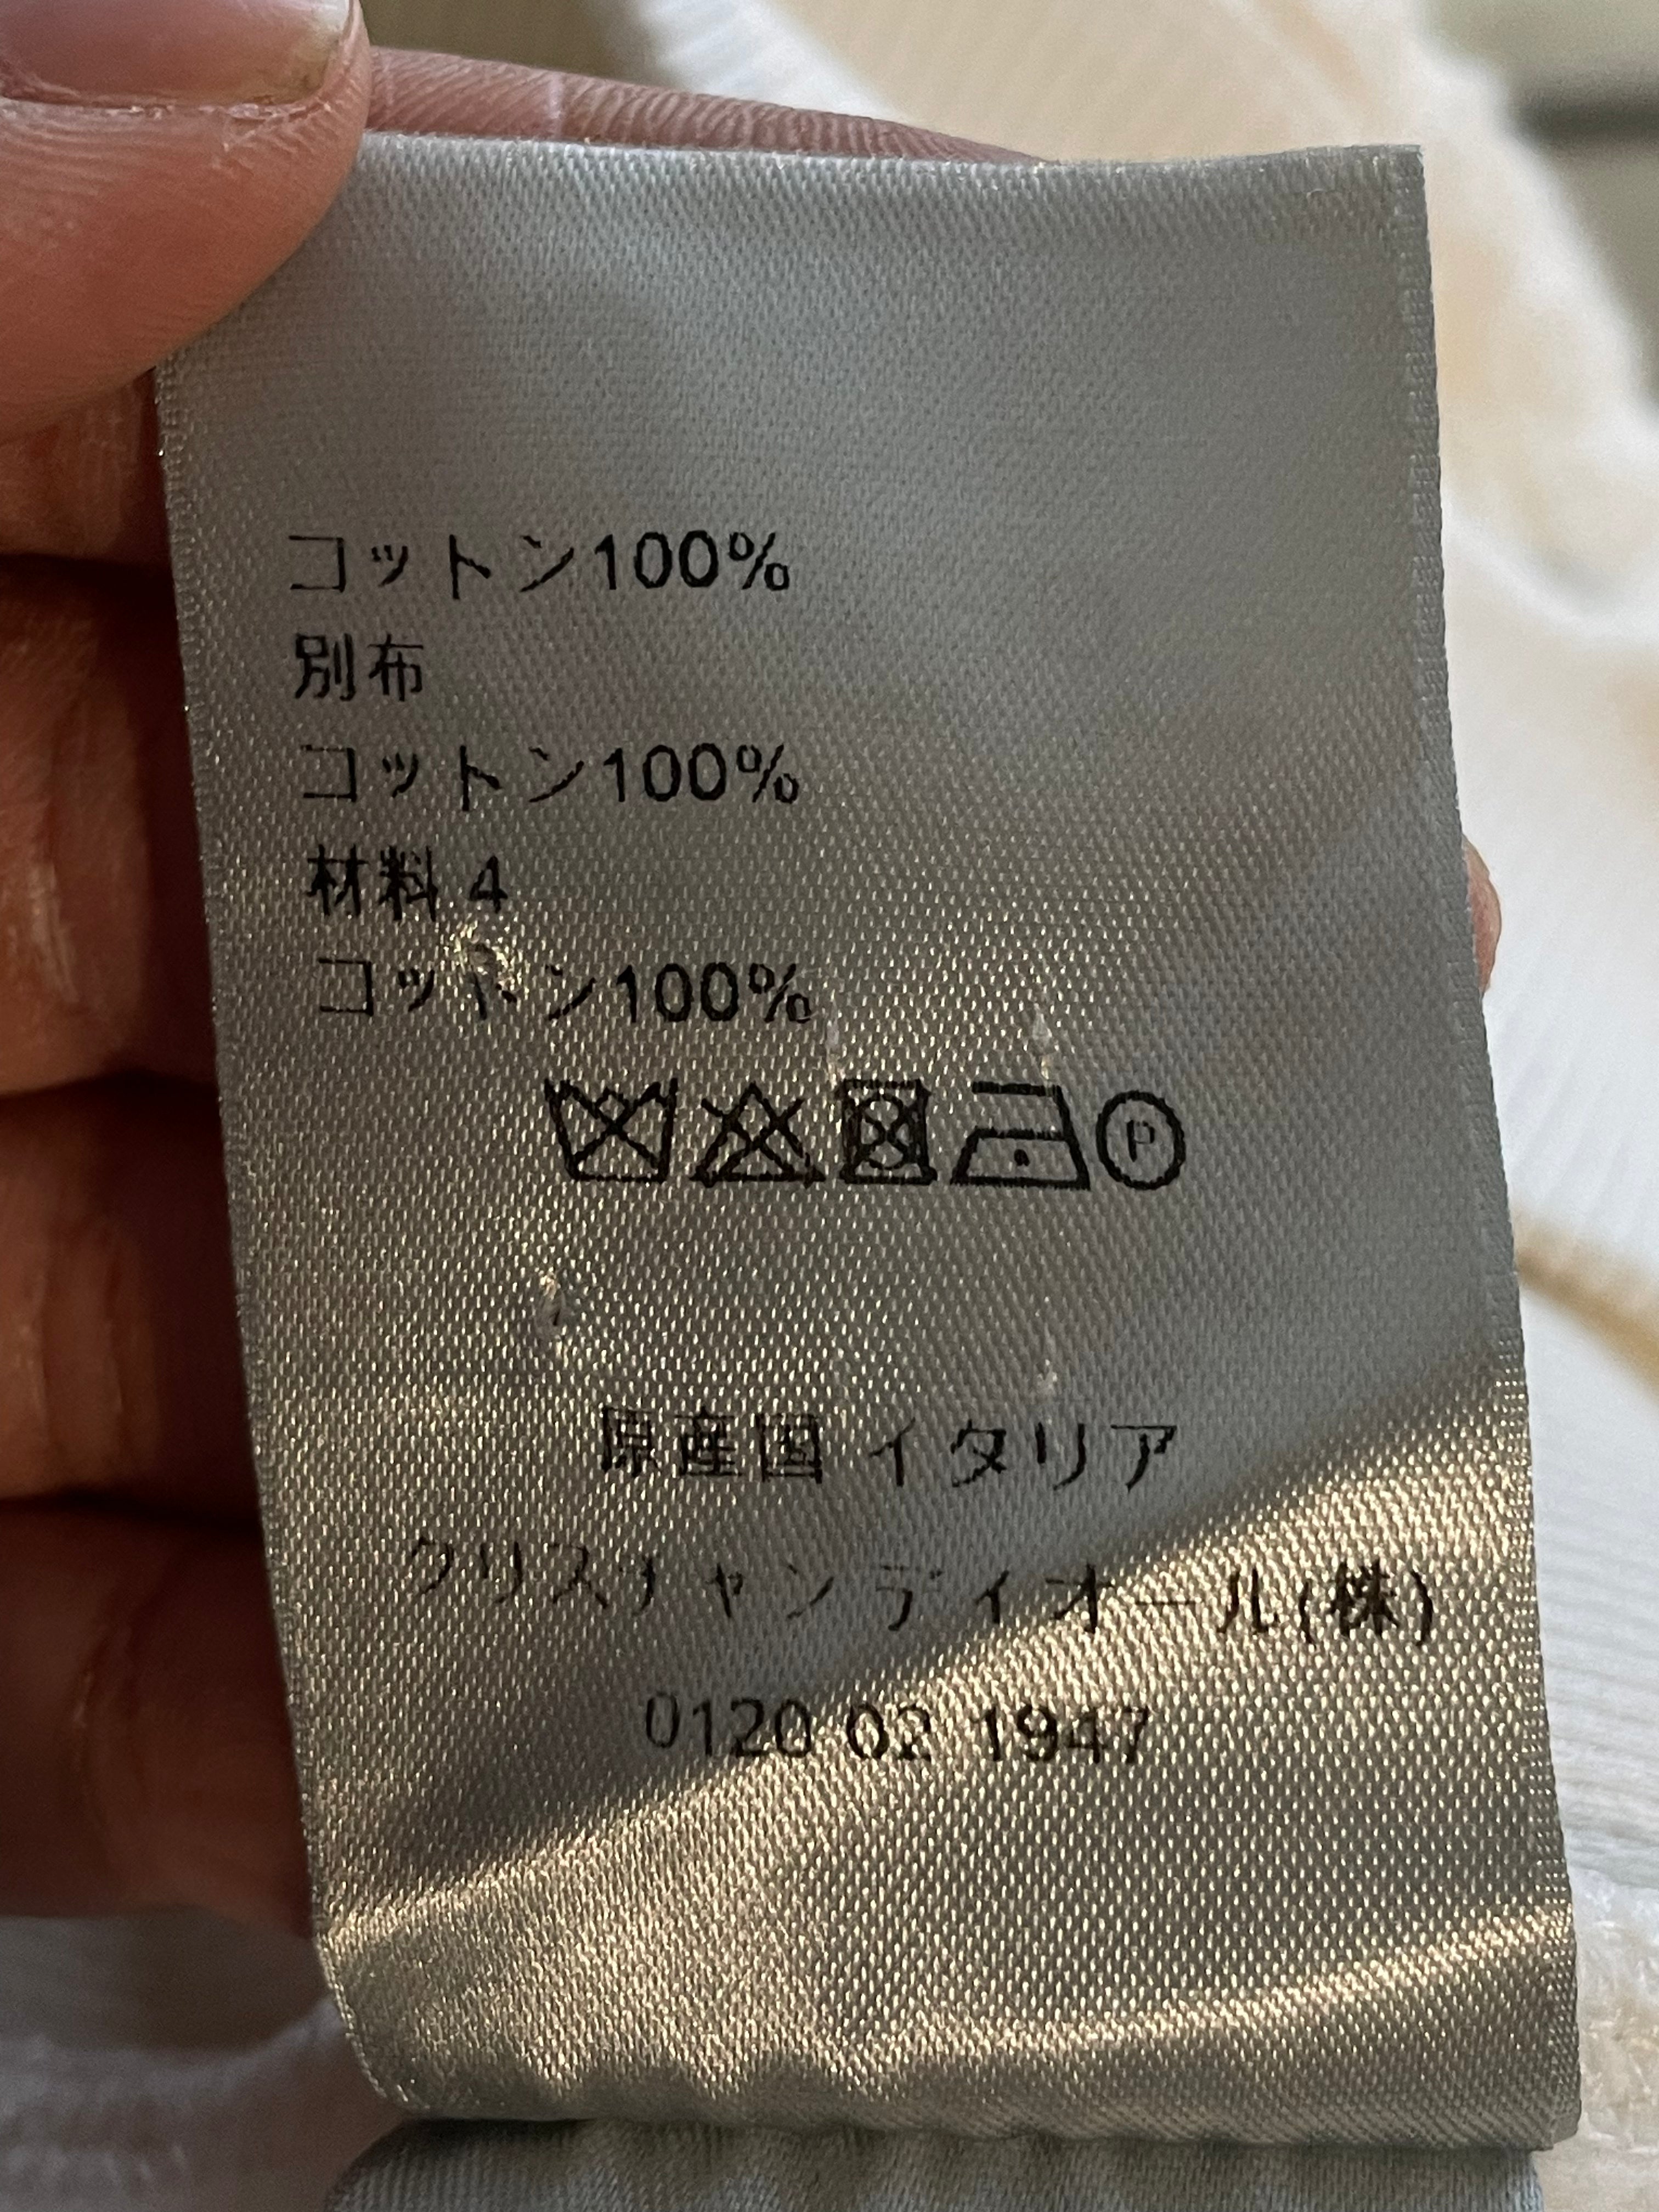 コットン100%
別布
コットン100%
材料 4
コットン100%
P
原産国 イタリア
クリスチャン ディオール(株)
0120 02 1947